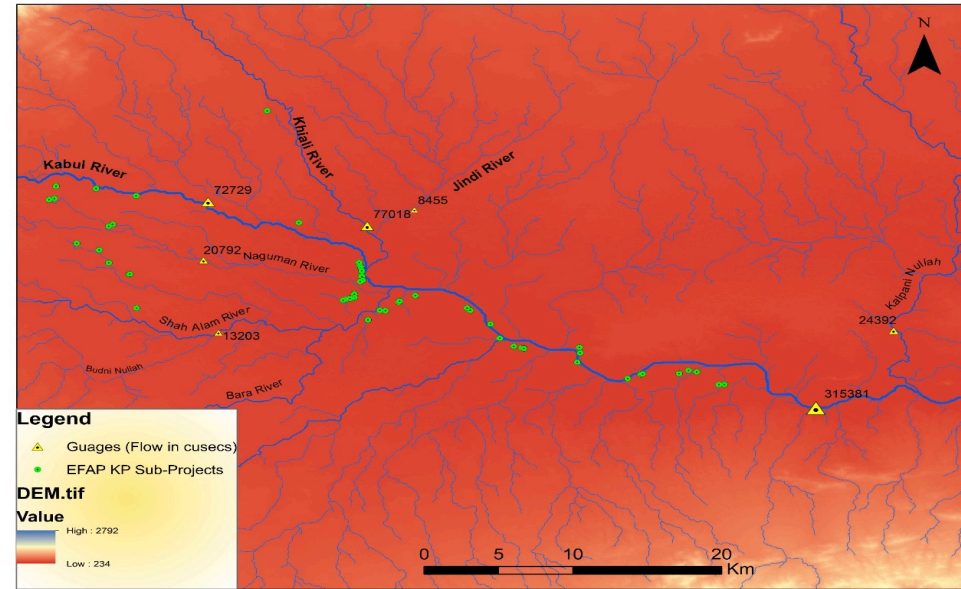 N
Khiali River
Kabul River
Jindi River
72729
8455
77018
20792
Naguman River
Kalpani Nullah
Shah Alam River
24392
13203
Budni Nullah
Bara River
315381
Legend
Guages (Flow in cusecs)
EFAP KP Sub-Projects
DEM.tif
Value
High : 2792
Low : 234
0 5 10 20
Km